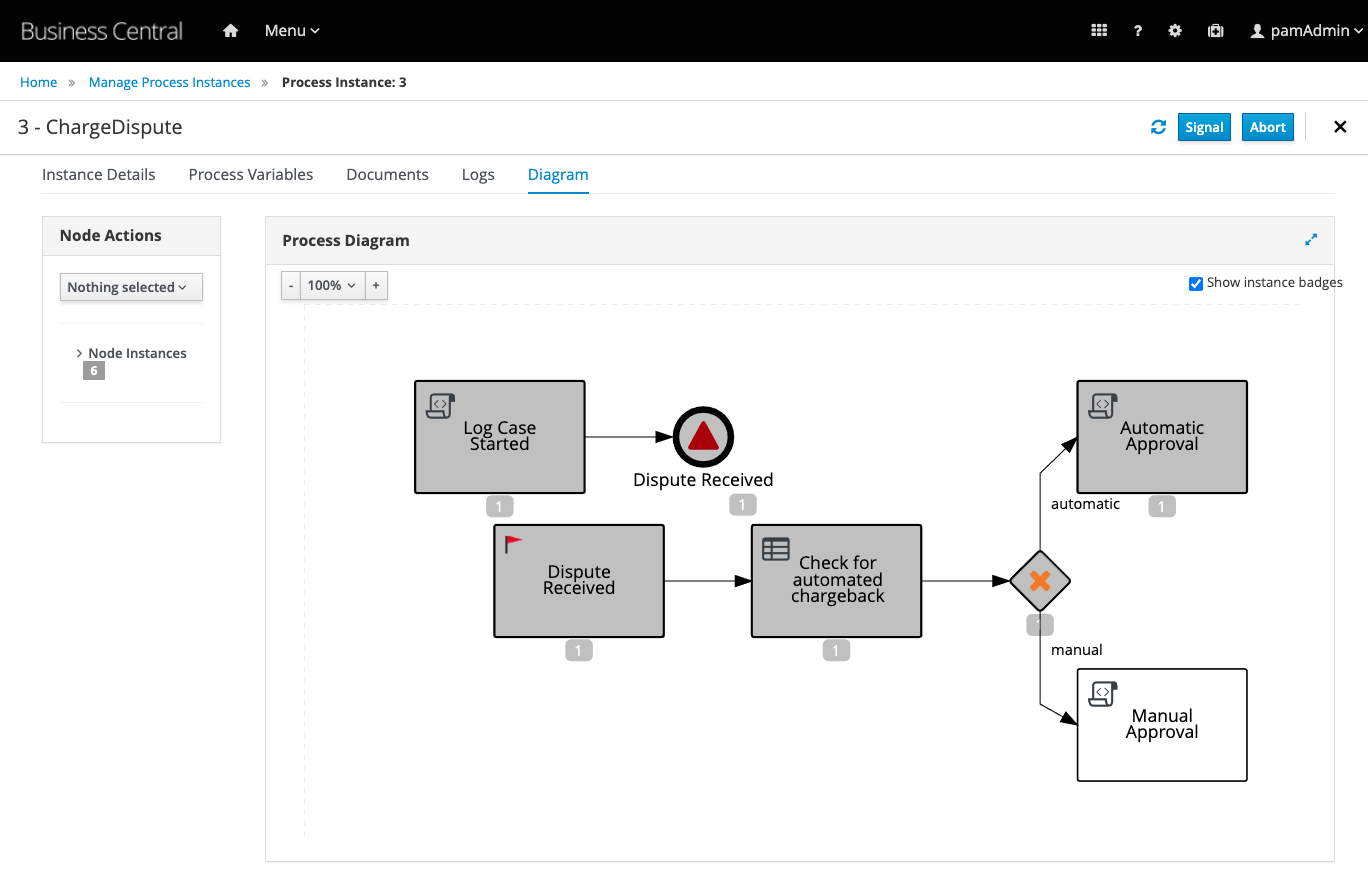 Business Central
Menu
?
pamAdmin
Home » Manage Process Instances » Process Instance: 3
3 - ChargeDispute
Signal
Abort
Instance Details
Process Variables
Documents
Logs
Diagram
Node Actions
Nothing selected
Node Instances
6
Process Diagram
-
100%
+
Show instance badges
Log Case
Started
1
Dispute Received
1
Automatic
Approval
1
automatic
Dispute
Received
1
Check for
automated
chargeback
1
1
manual
Manual
Approval